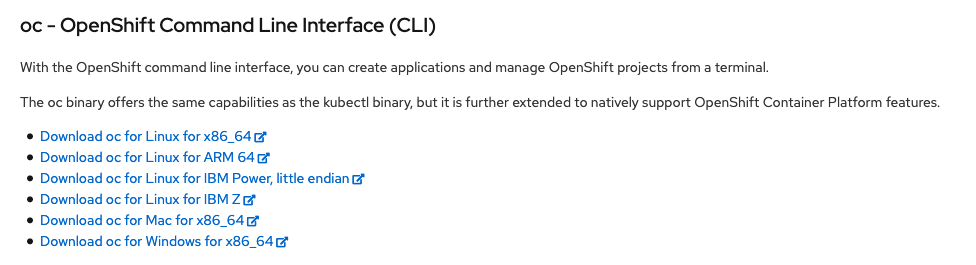 oc - OpenShift Command Line Interface (CLI)
With the OpenShift command line interface, you can create applications and manage OpenShift projects from a terminal.
The oc binary offers the same capabilities as the kubectl binary, but it is further extended to natively support OpenShift Container Platform features.
• Download oc for Linux for x86_64
• Download oc for Linux for ARM 64
• Download oc for Linux for IBM Power, little endian
• Download oc for Linux for IBM Z
• Download oc for Mac for x86_64
• Download oc for Windows for x86_64